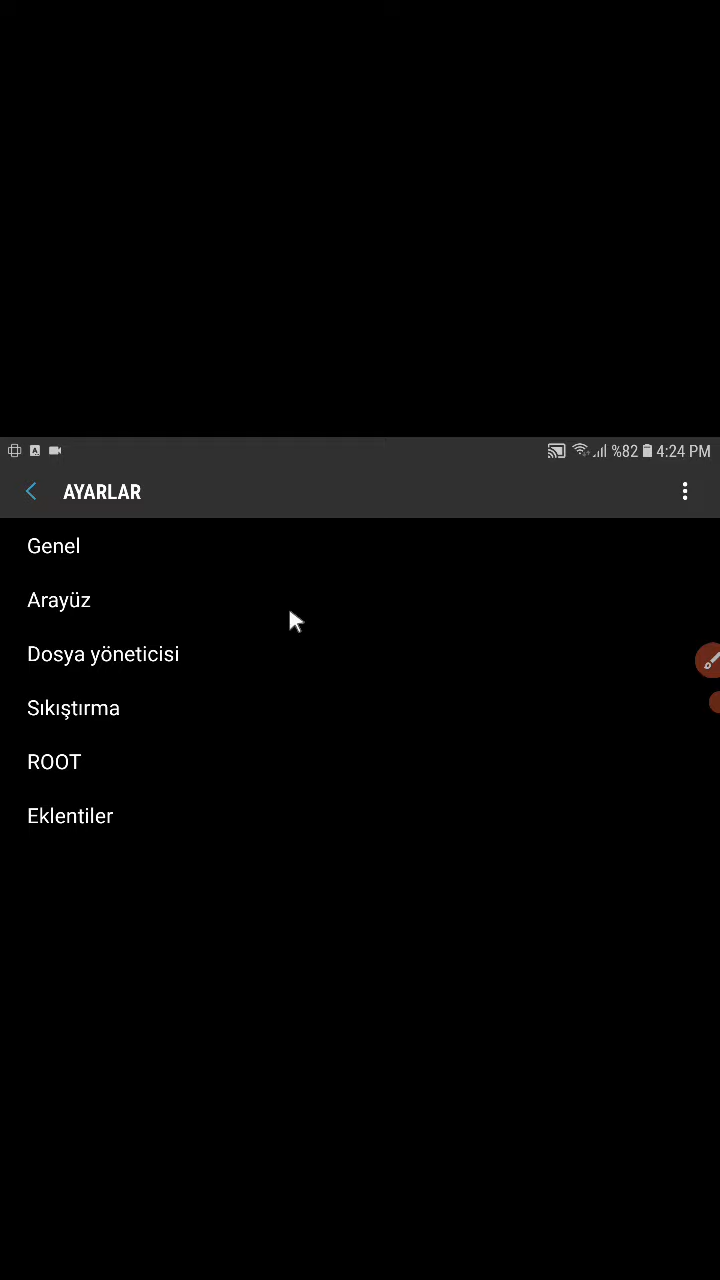 %82 4:24 PM
AYARLAR
Genel
Arayüz
Dosya yöneticisi
Sıkıştırma
ROOT
Eklentiler